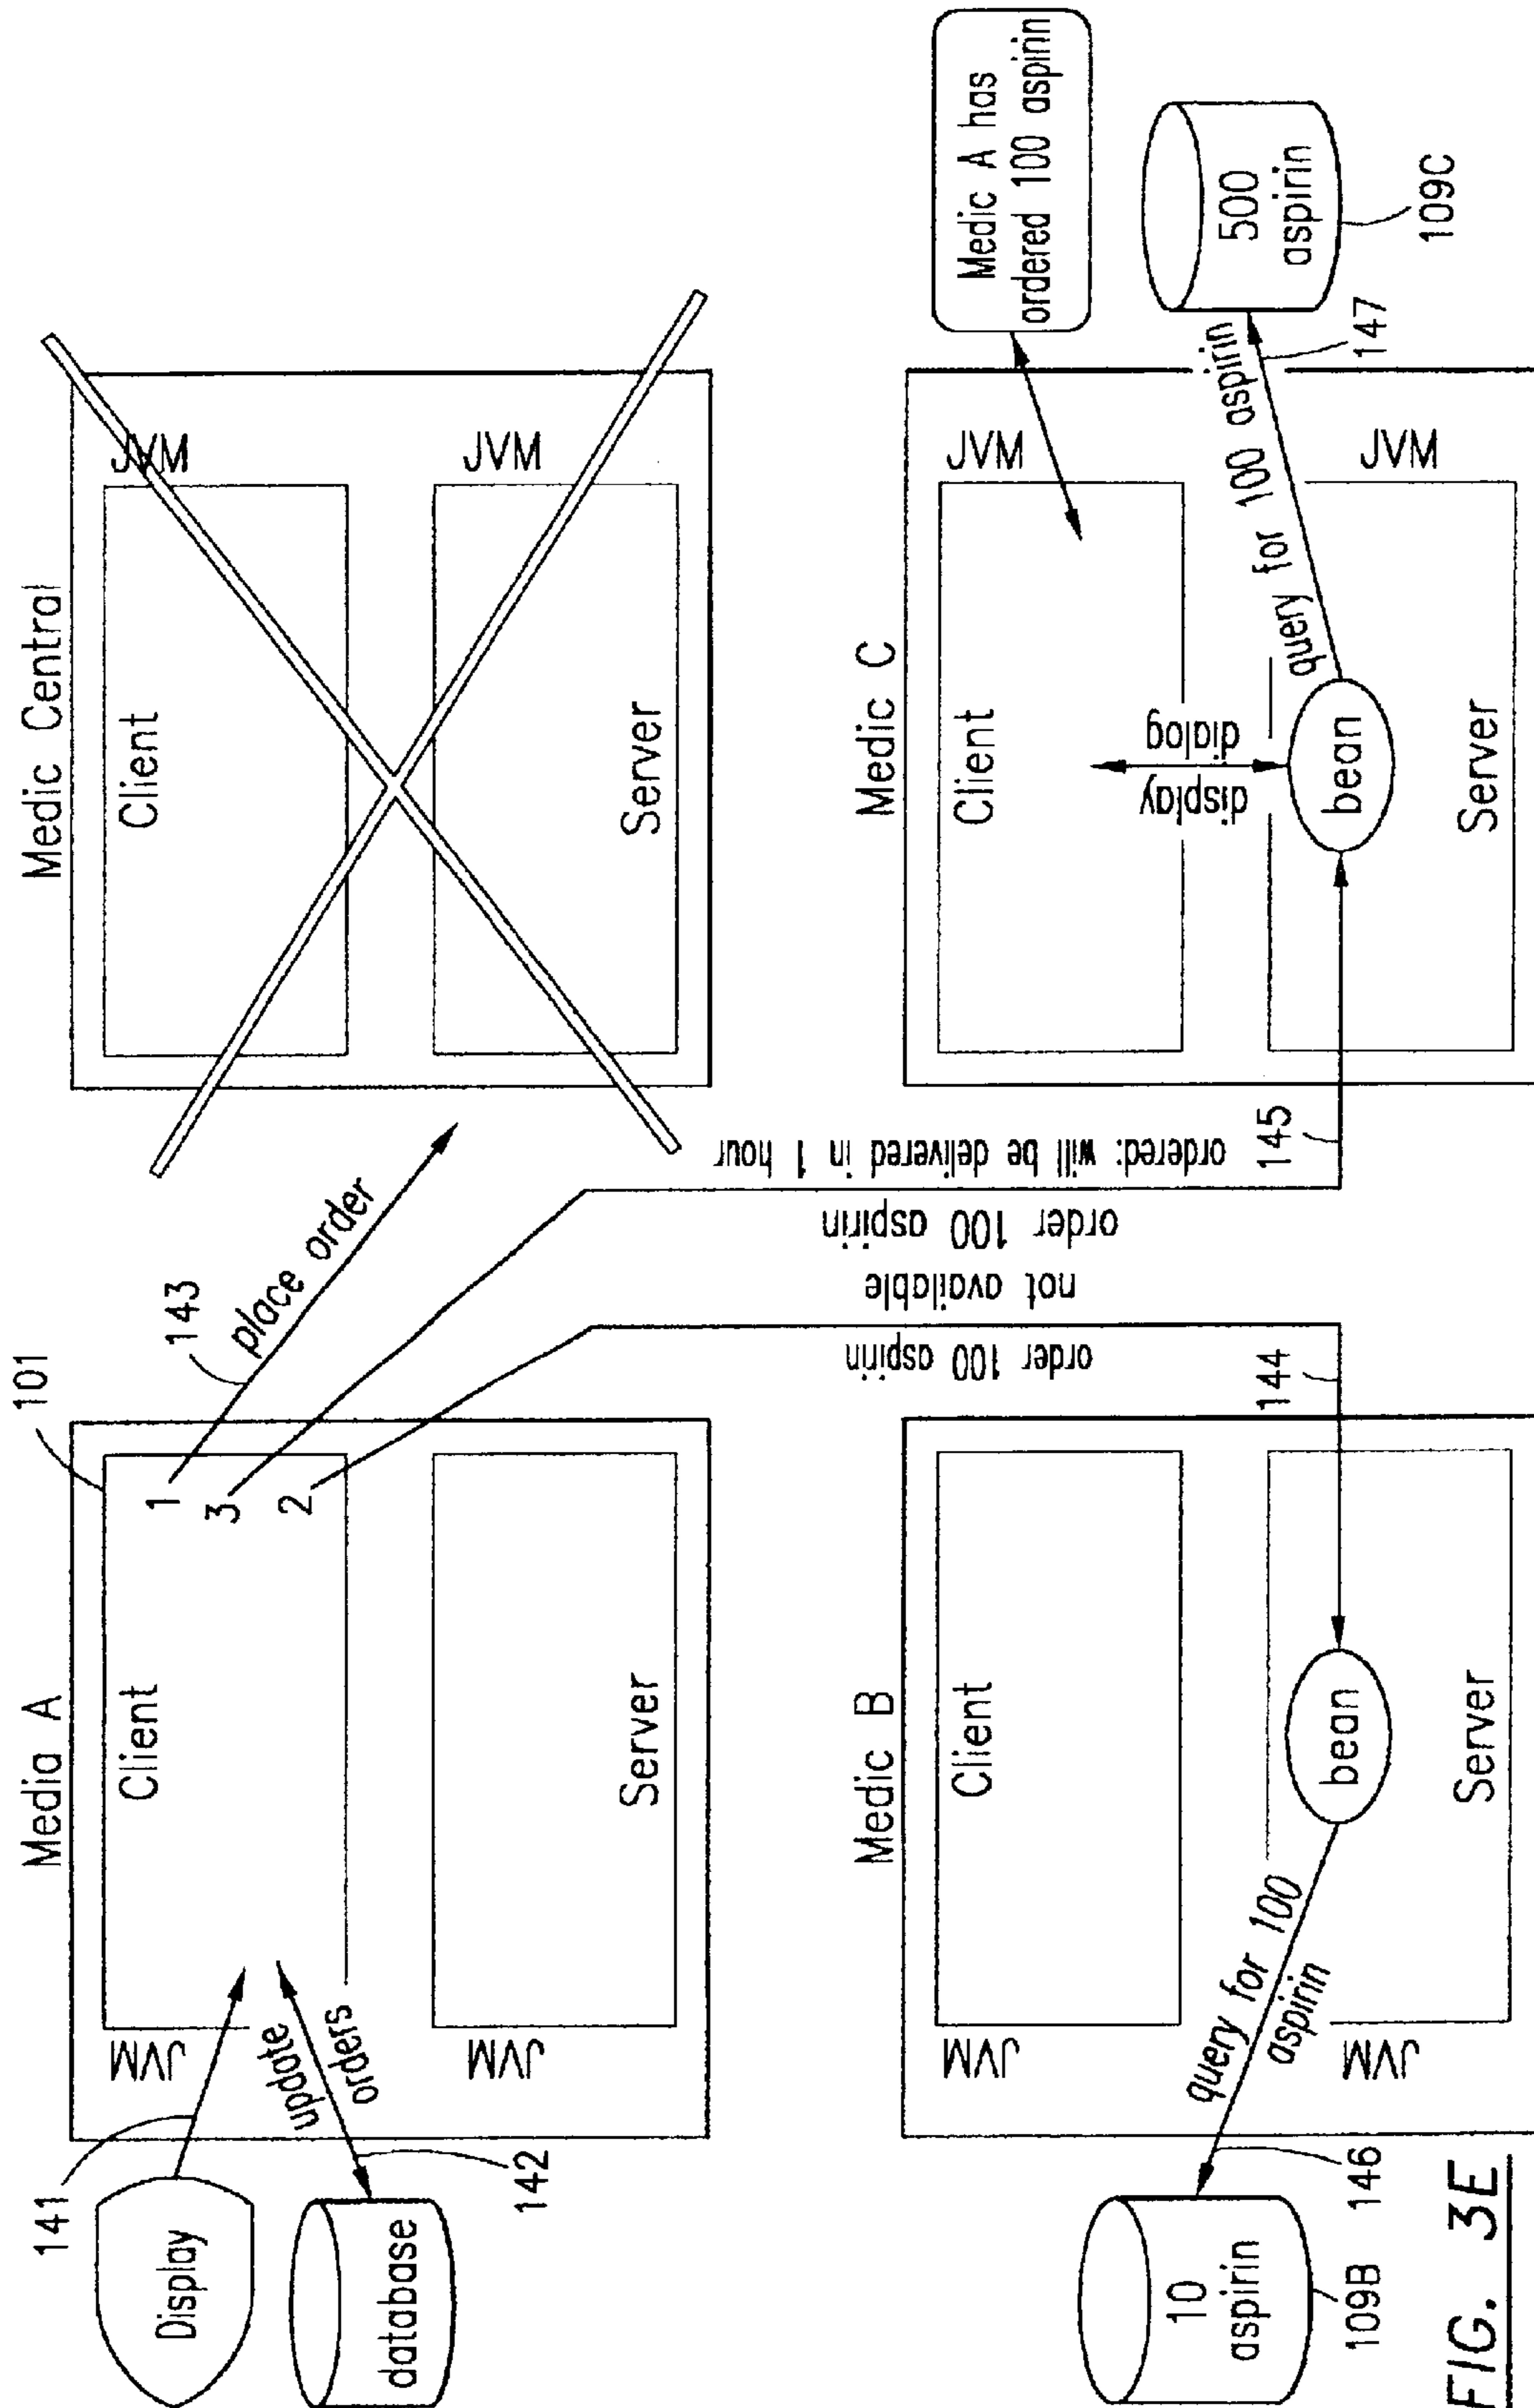 Media A
Client
Server
JVM
JVM
101
1
3
2
141
Display
142
database
update
orders
143
place order
Medic Central
Client
Server
JVM
JVM
order 100 aspirin
not available
order 100 aspirin
ordered: will be delivered in 1 hour
144
145
Medic B
Client
Server
JVM
JVM
bean
query for 100
aspirin
146
10
aspirin
109B
Medic C
Client
Server
JVM
JVM
display
dialog
bean
query for 100 aspirin
147
Medic A has
ordered 100 aspirin
500
aspirin
109C
FIG. 3E